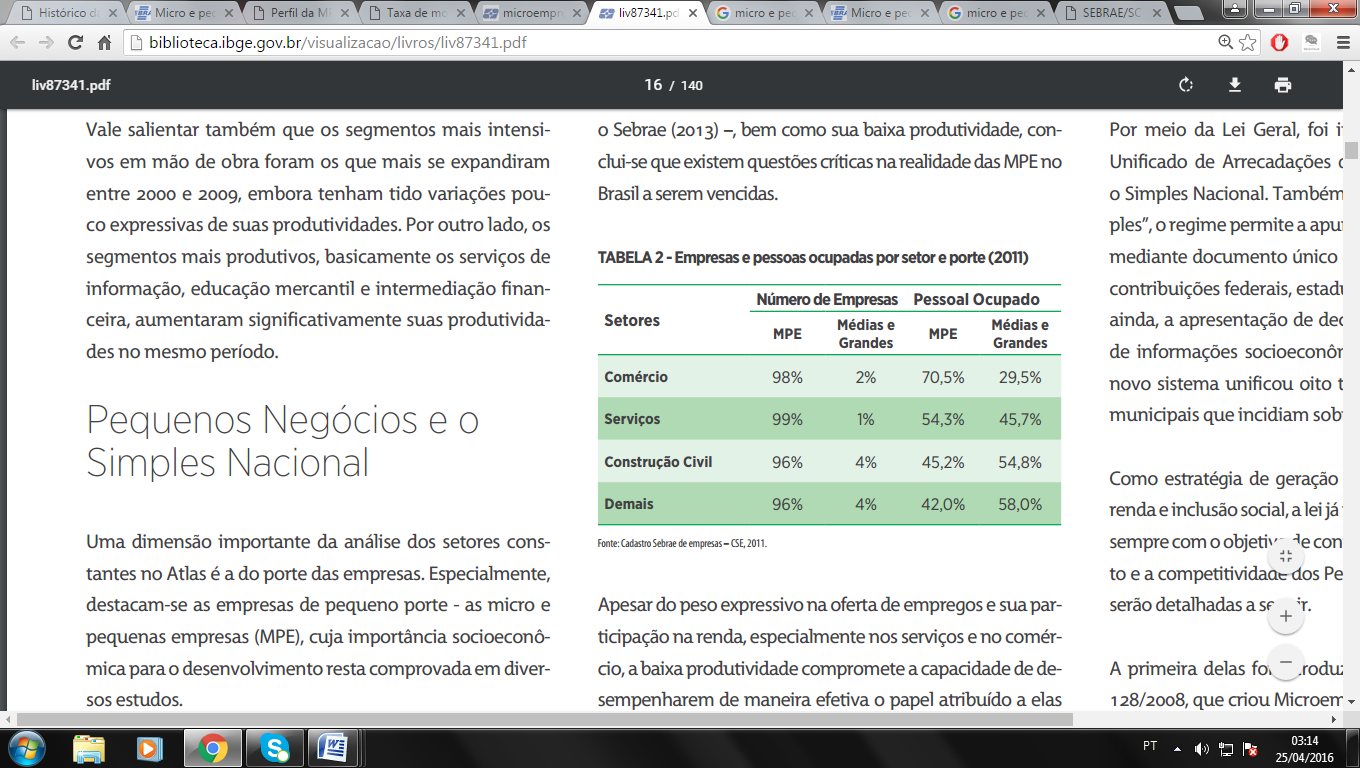 Histórico d
Micro e pe
Perfil da M
Taxa de mo
microempr
liv87341.pd
micro e pe
Micro e pe
micro e pe
SEBRAE/SC
biblioteca.ibge.gov.br/visualizacao/livros/liv87341.pdf
liv87341.pdf
16 / 140
Vale salientar também que os segmentos mais intensi-
vos em mão de obra foram os que mais se expandiram
entre 2000 e 2009, embora tenham tido variações pou-
co expressivas de suas produtividades. Por outro lado, os
segmentos mais produtivos, basicamente os serviços de
informação, educação mercantil e intermediação finan-
ceira, aumentaram significativamente suas produtivida-
des no mesmo período.
Pequenos Negócios e o
Simples Nacional
Uma dimensão importante da análise dos setores cons-
tantes no Atlas é a do porte das empresas. Especialmente,
destacam-se as empresas de pequeno porte - as micro e
pequenas empresas (MPE), cuja importância socioeconô-
mica para o desenvolvimento resta comprovada em diver-
sos estudos.
o Sebrae (2013) –, bem como sua baixa produtividade, con-
clui-se que existem questões críticas na realidade das MPE no
Brasil a serem vencidas.
TABELA 2 - Empresas e pessoas ocupadas por setor e porte (2011)
Setores Número de Empresas Pessoal Ocupado
MPE Médias e Grandes MPE Médias e Grandes
Comércio 98% 2% 70,5% 29,5%
Serviços 99% 1% 54,3% 45,7%
Construção Civil 96% 4% 45,2% 54,8%
Demais 96% 4% 42,0% 58,0%
Fonte: Cadastro Sebrae de empresas – CSE, 2011.
Apesar do peso expressivo na oferta de empregos e sua par-
ticipação na renda, especialmente nos serviços e no comér-
cio, a baixa produtividade compromete a capacidade de de-
sempenharem de maneira efetiva o papel atribuído a elas
Por meio da Lei Geral, foi i
Unificado de Arrecadações
o Simples Nacional. Também
ples”, o regime permite a apu
mediante documento único
contribuições federais, estadu
ainda, a apresentação de de
de informações socioeconôr
novo sistema unificou oito t
municipais que incidiam sob
Como estratégia de geração
renda e inclusão social, a lei já
sempre com o objetivo de con
to e a competitividade dos Pe
serão detalhadas a seguir.
A primeira delas foi
128/2008, que criou Microem
PT
03:14
25/04/2016